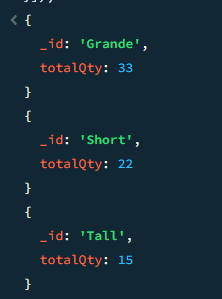 {
_id: 'Grande',
totalQty: 33
}
{
_id: 'Short',
totalQty: 22
}
{
_id: 'Tall',
totalQty: 15
}